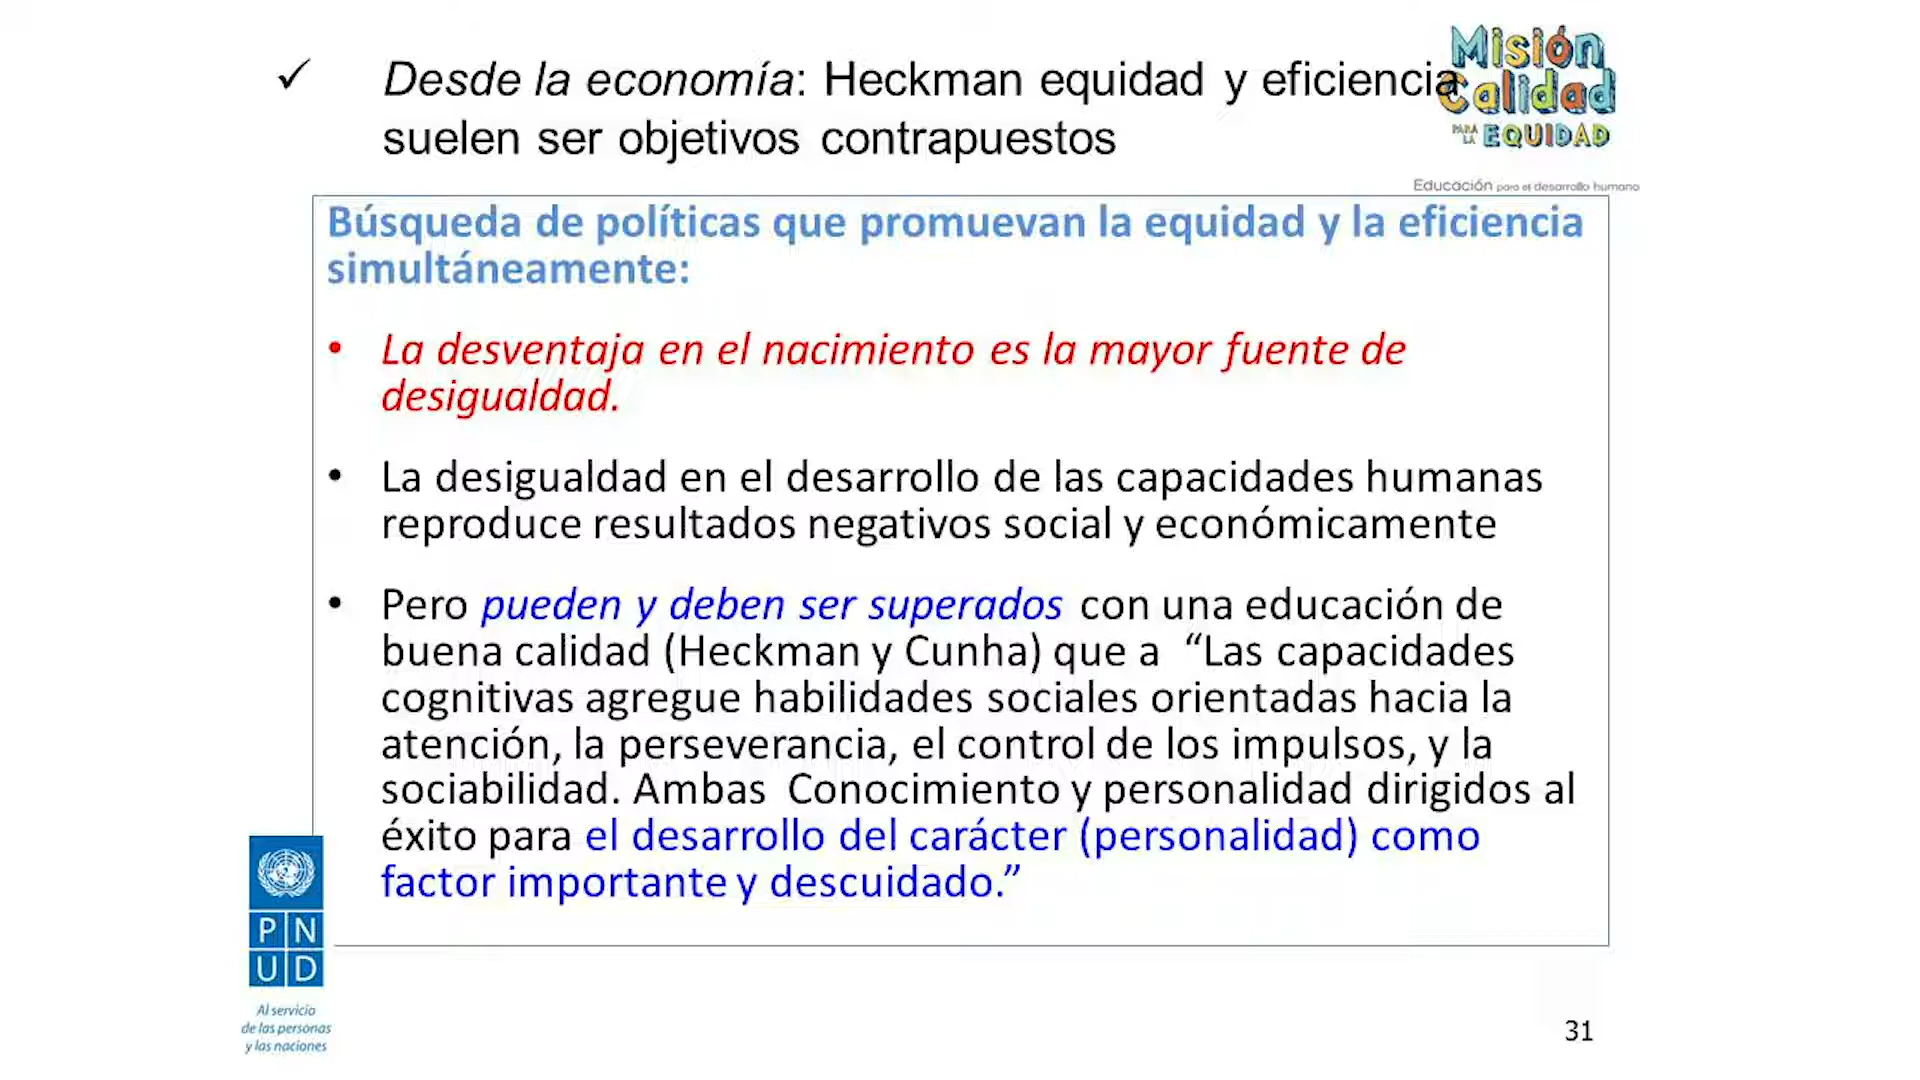 ✓ Desde la economía: Heckman equidad y eficiencia
suelen ser objetivos contrapuestos
Misión
Calidad
PARA LA EQUIDAD
Educación para el desarrollo humano
Búsqueda de políticas que promuevan la equidad y la eficiencia
simultáneamente:
• La desventaja en el nacimiento es la mayor fuente de
desigualdad.
• La desigualdad en el desarrollo de las capacidades humanas
reproduce resultados negativos social y económicamente
• Pero pueden y deben ser superados con una educación de
buena calidad (Heckman y Cunha) que a “Las capacidades
cognitivas agregue habilidades sociales orientadas hacia la
atención, la perseverancia, el control de los impulsos, y la
sociabilidad. Ambas Conocimiento y personalidad dirigidos al
éxito para el desarrollo del carácter (personalidad) como
factor importante y descuidado.”
P N
U D
Al servicio
de las personas
y las naciones
31